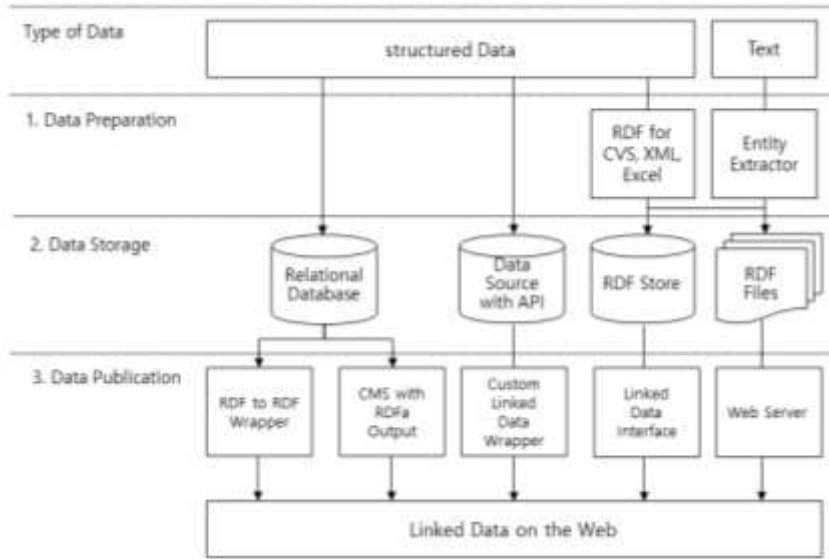 Type of Data
structured Data
Text
1. Data Preparation
RDF for
CVS, XML,
Excel
Entity
Extractor
2. Data Storage
Relational
Database
Data
Source
with API
RDF Store
RDF
Files
3. Data Publication
RDF to RDF
Wrapper
CMS with
RDFa
Output
Custom
Linked
Data
Wrapper
Linked
Data
Interface
Web Server
Linked Data on the Web